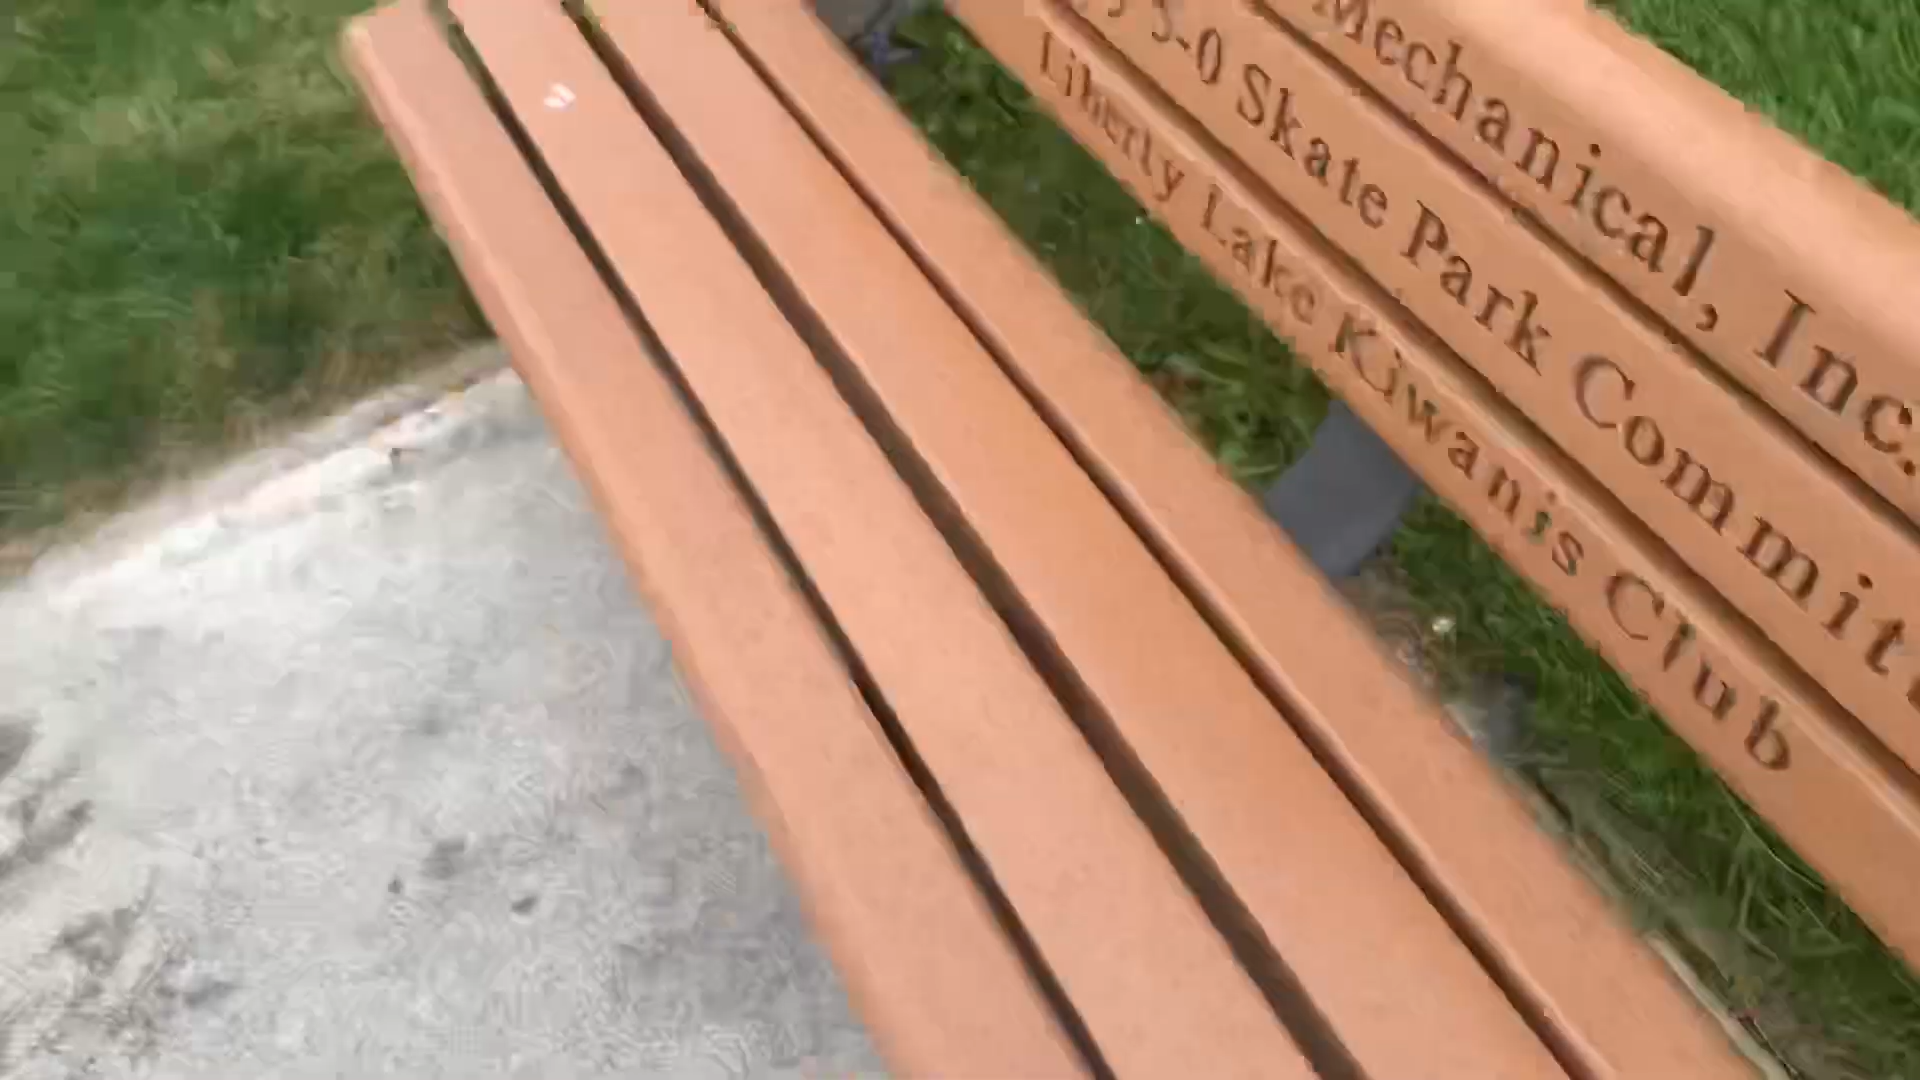 Mechanical, Inc.
5-0 Skate Park Commit
Liberty Lake Kiwanis Club